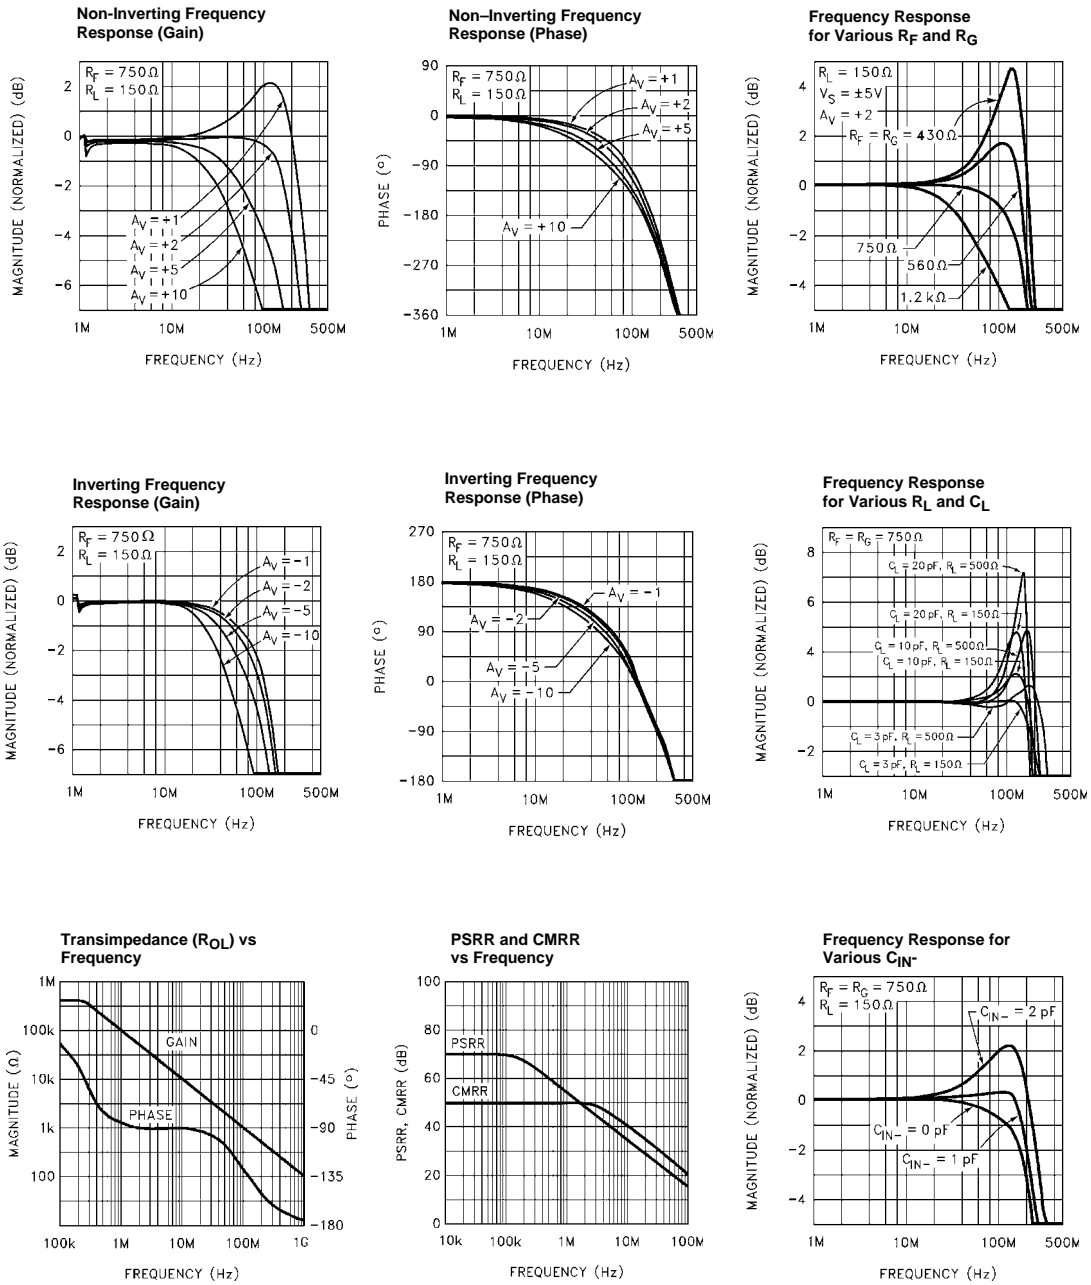 Non-Inverting Frequency
Response (Gain)
R_F = 750Ω
R_L = 150Ω
MAGNITUDE (NORMALIZED) (dB)
2
0
−2
−4
−6
A_V = +1
A_V = +2
A_V = +5
A_V = +10
1M 10M 100M 500M
FREQUENCY (Hz)
Non–Inverting Frequency
Response (Phase)
R_F = 750Ω
R_L = 150Ω
PHASE (°)
90
0
−90
−180
−270
−360
A_V = +1
A_V = +2
A_V = +5
A_V = +10
1M 10M 100M 500M
FREQUENCY (Hz)
Frequency Response
for Various R_F and R_G
R_L = 150Ω
V_S = ±5V
A_V = +2
R_F = R_G = 430Ω
MAGNITUDE (NORMALIZED) (dB)
4
2
0
−2
−4
750Ω
560Ω
1.2 kΩ
1M 10M 100M 500M
FREQUENCY (Hz)
Inverting Frequency
Response (Gain)
R_F = 750Ω
R_L = 150Ω
MAGNITUDE (NORMALIZED) (dB)
2
0
−2
−4
−6
A_V = −1
A_V = −2
A_V = −5
A_V = −10
1M 10M 100M 500M
FREQUENCY (Hz)
Inverting Frequency
Response (Phase)
R_F = 750Ω
R_L = 150Ω
PHASE (°)
270
180
90
0
−90
−180
A_V = −1
A_V = −2
A_V = −5
A_V = −10
1M 10M 100M 500M
FREQUENCY (Hz)
Frequency Response
for Various R_L and C_L
R_F = R_G = 750Ω
MAGNITUDE (NORMALIZED) (dB)
8
6
4
2
0
−2
C_L = 20 pF, R_L = 500Ω
C_L = 20 pF, R_L = 150Ω
C_L = 10 pF, R_L = 500Ω
C_L = 10 pF, R_L = 150Ω
C_L = 3 pF, R_L = 500Ω
C_L = 3 pF, R_L = 150Ω
1M 10M 100M 500M
FREQUENCY (Hz)
Transimpedance (R_OL) vs
Frequency
MAGNITUDE (Ω)
1M
100k
10k
1k
100
GAIN
PHASE
0
−45
−90
−135
−180
PHASE (°)
100k 1M 10M 100M 1G
FREQUENCY (Hz)
PSRR and CMRR
vs Frequency
PSRR, CMRR (dB)
100
80
60
40
20
0
PSRR
CMRR
10k 100k 1M 10M 100M
FREQUENCY (Hz)
Frequency Response for
Various C_IN-
R_F = R_G = 750Ω
R_L = 150Ω
MAGNITUDE (NORMALIZED) (dB)
4
2
0
−2
−4
C_IN− = 2 pF
C_IN− = 0 pF
C_IN− = 1 pF
1M 10M 100M 500M
FREQUENCY (Hz)